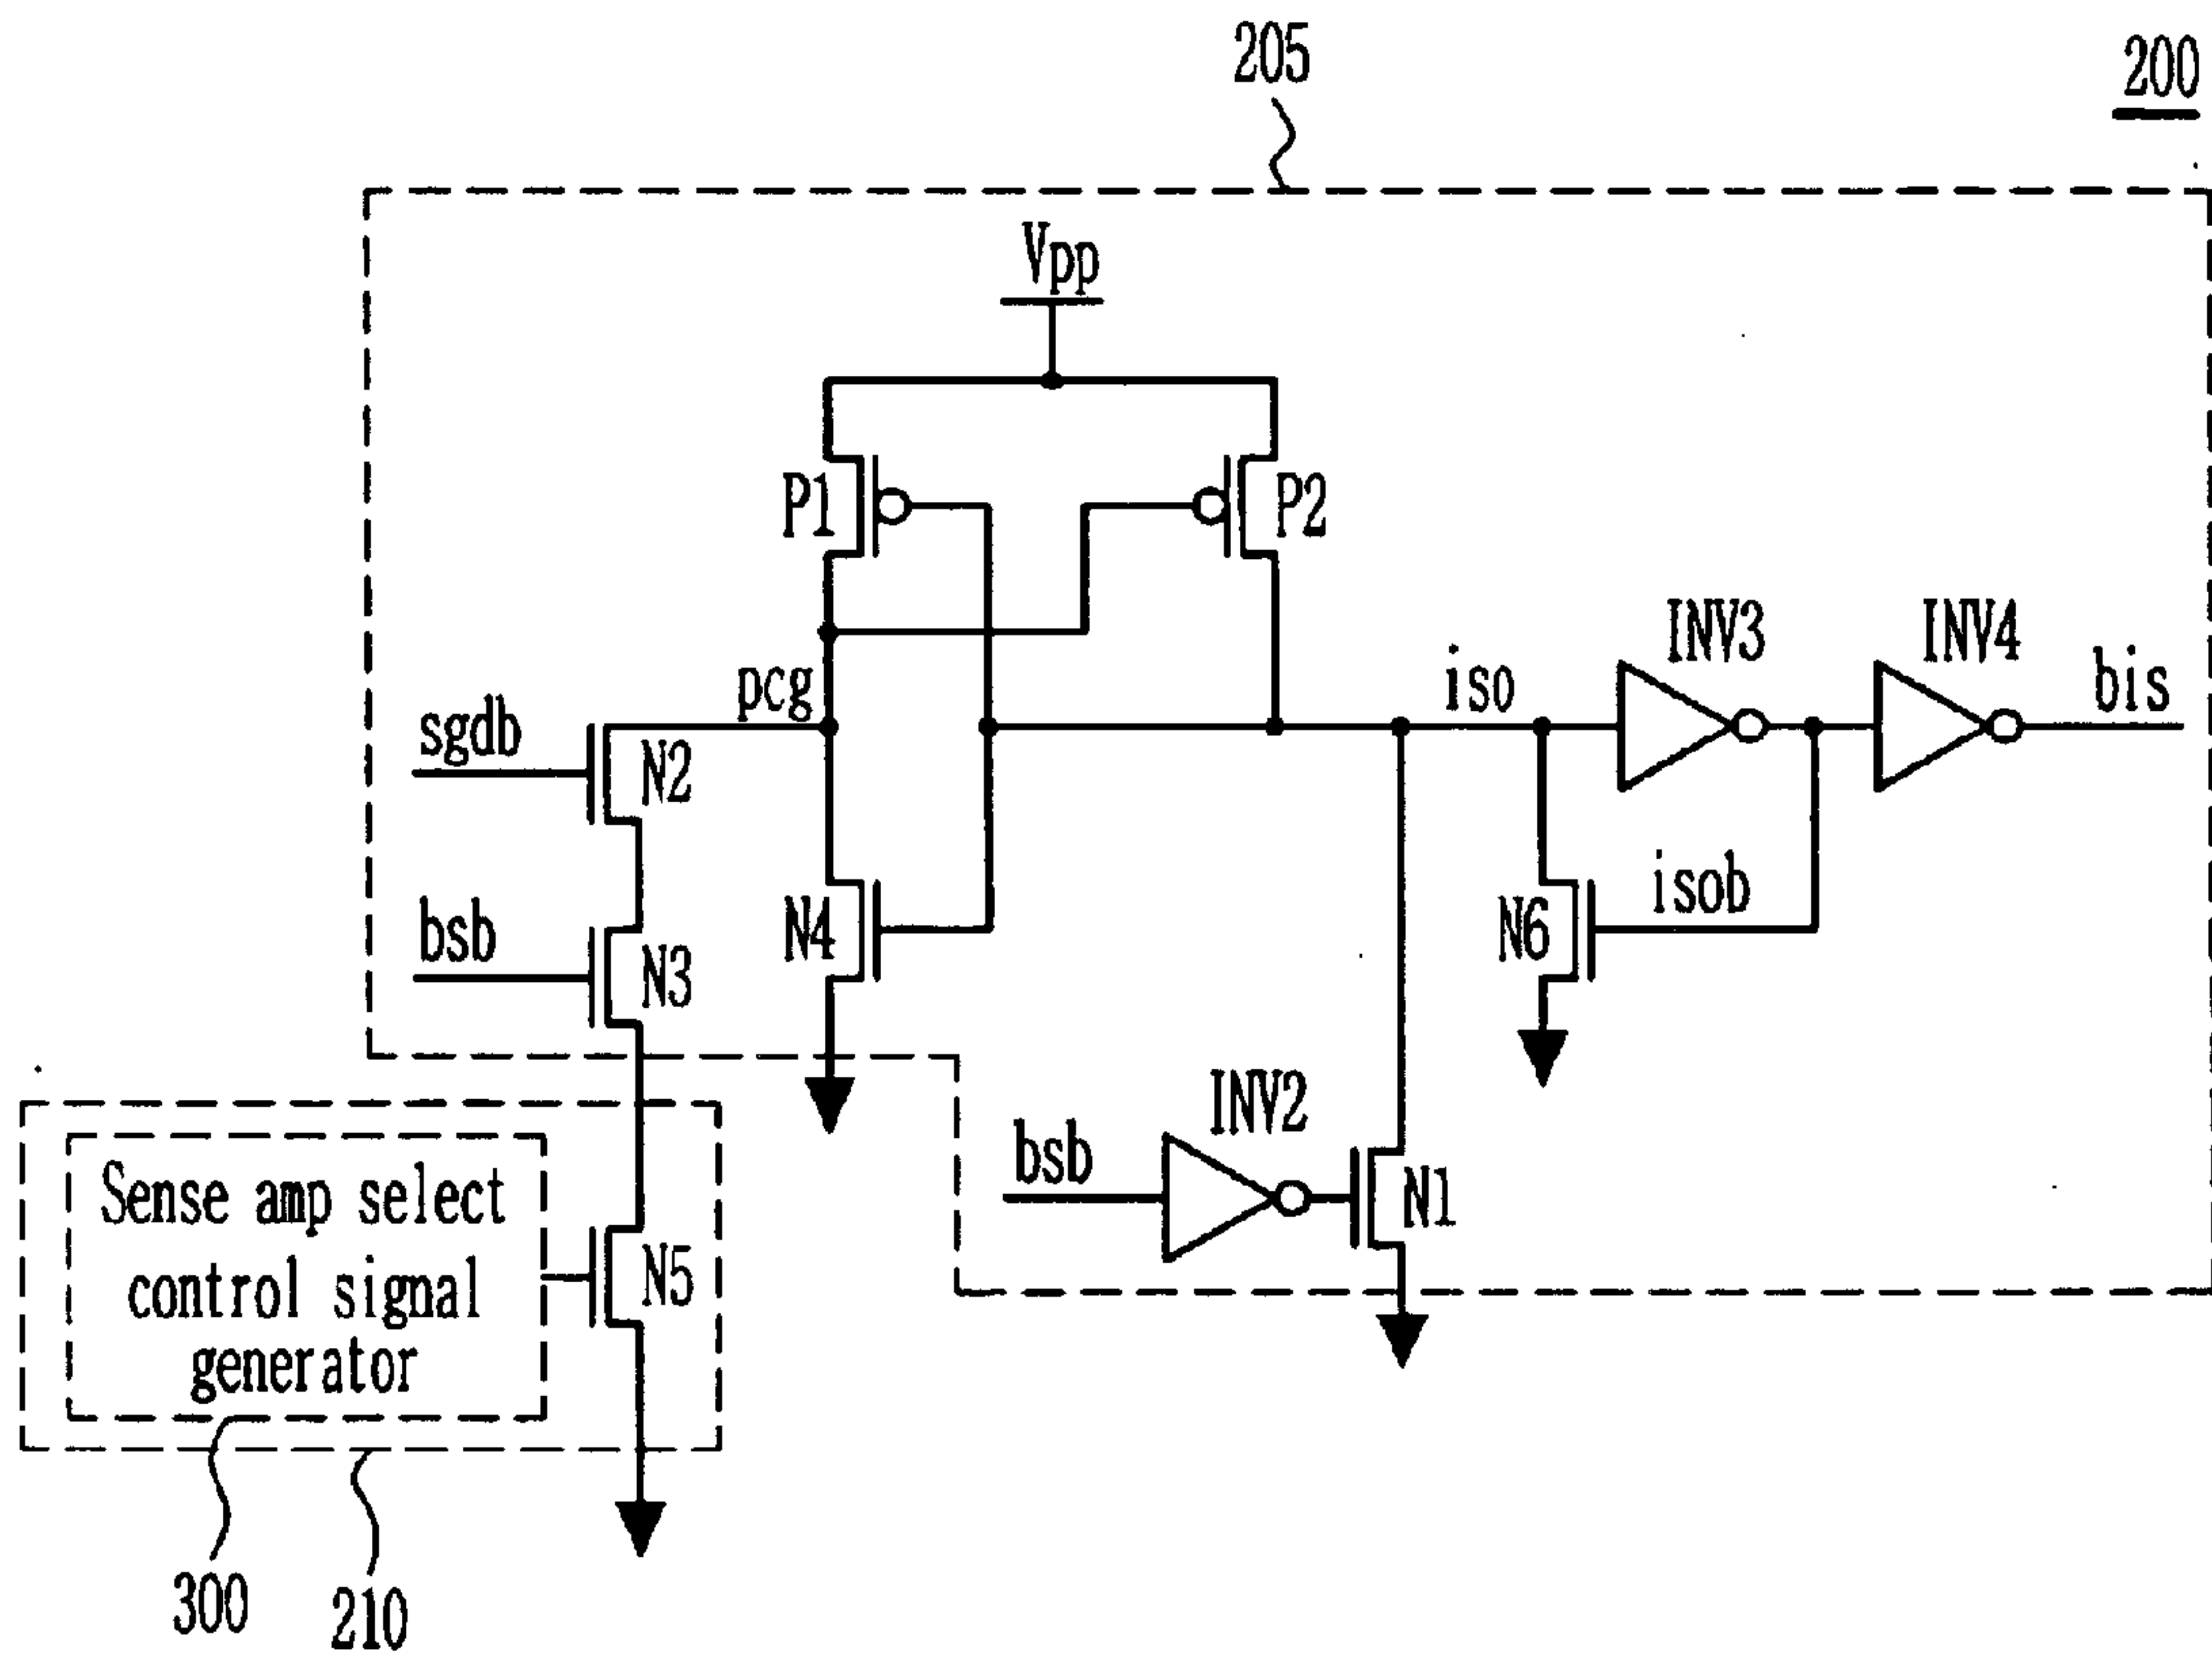 205
200
Vpp
P1
P2
INV3
INV4
pcg
iso
bis
sgdb
N2
bsb
N3
N4
N6
isob
INV2
bsb
N1
Sense amp select
control signal
generator
N5
300
210